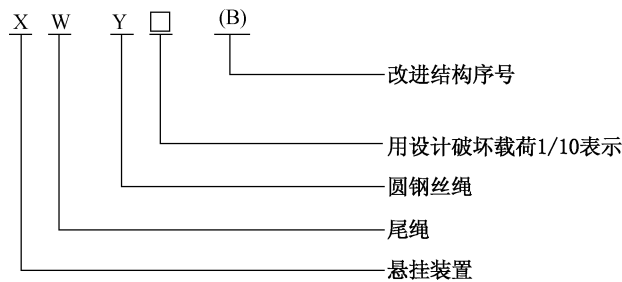 X W Y □ (B)
改进结构序号
用设计破坏载荷1/10表示
圆钢丝绳
尾绳
悬挂装置